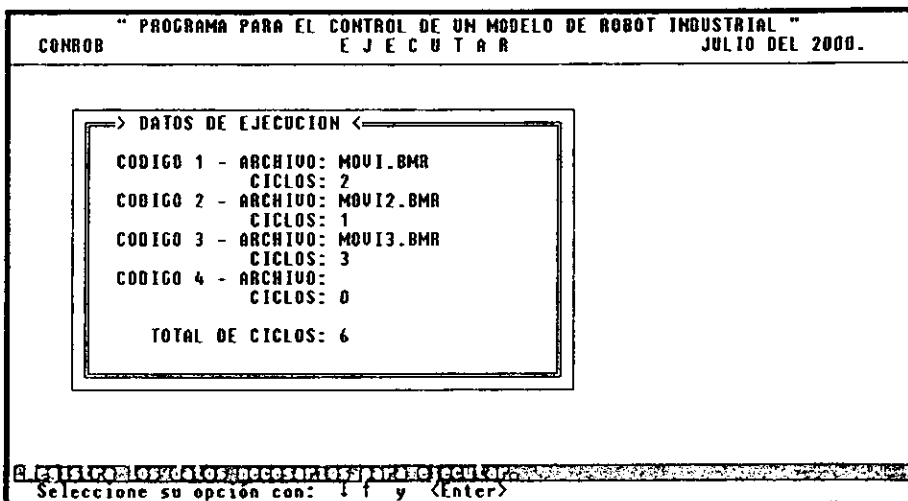 " PROGRAMA PARA EL CONTROL DE UN MODELO DE ROBOT INDUSTRIAL "
CONROB E J E C U T A R JULIO DEL 2000.
> DATOS DE EJECUCION <
CODIGO 1 - ARCHIVO: MOVI.BMR
CICLOS: 2
CODIGO 2 - ARCHIVO: MOVI2.BMR
CICLOS: 1
CODIGO 3 - ARCHIVO: MOVI3.BMR
CICLOS: 3
CODIGO 4 - ARCHIVO:
CICLOS: 0
TOTAL DE CICLOS: 6
los datos necesarios para ejecutar.
Seleccione su opción con: ↓ ↑ y <Enter>